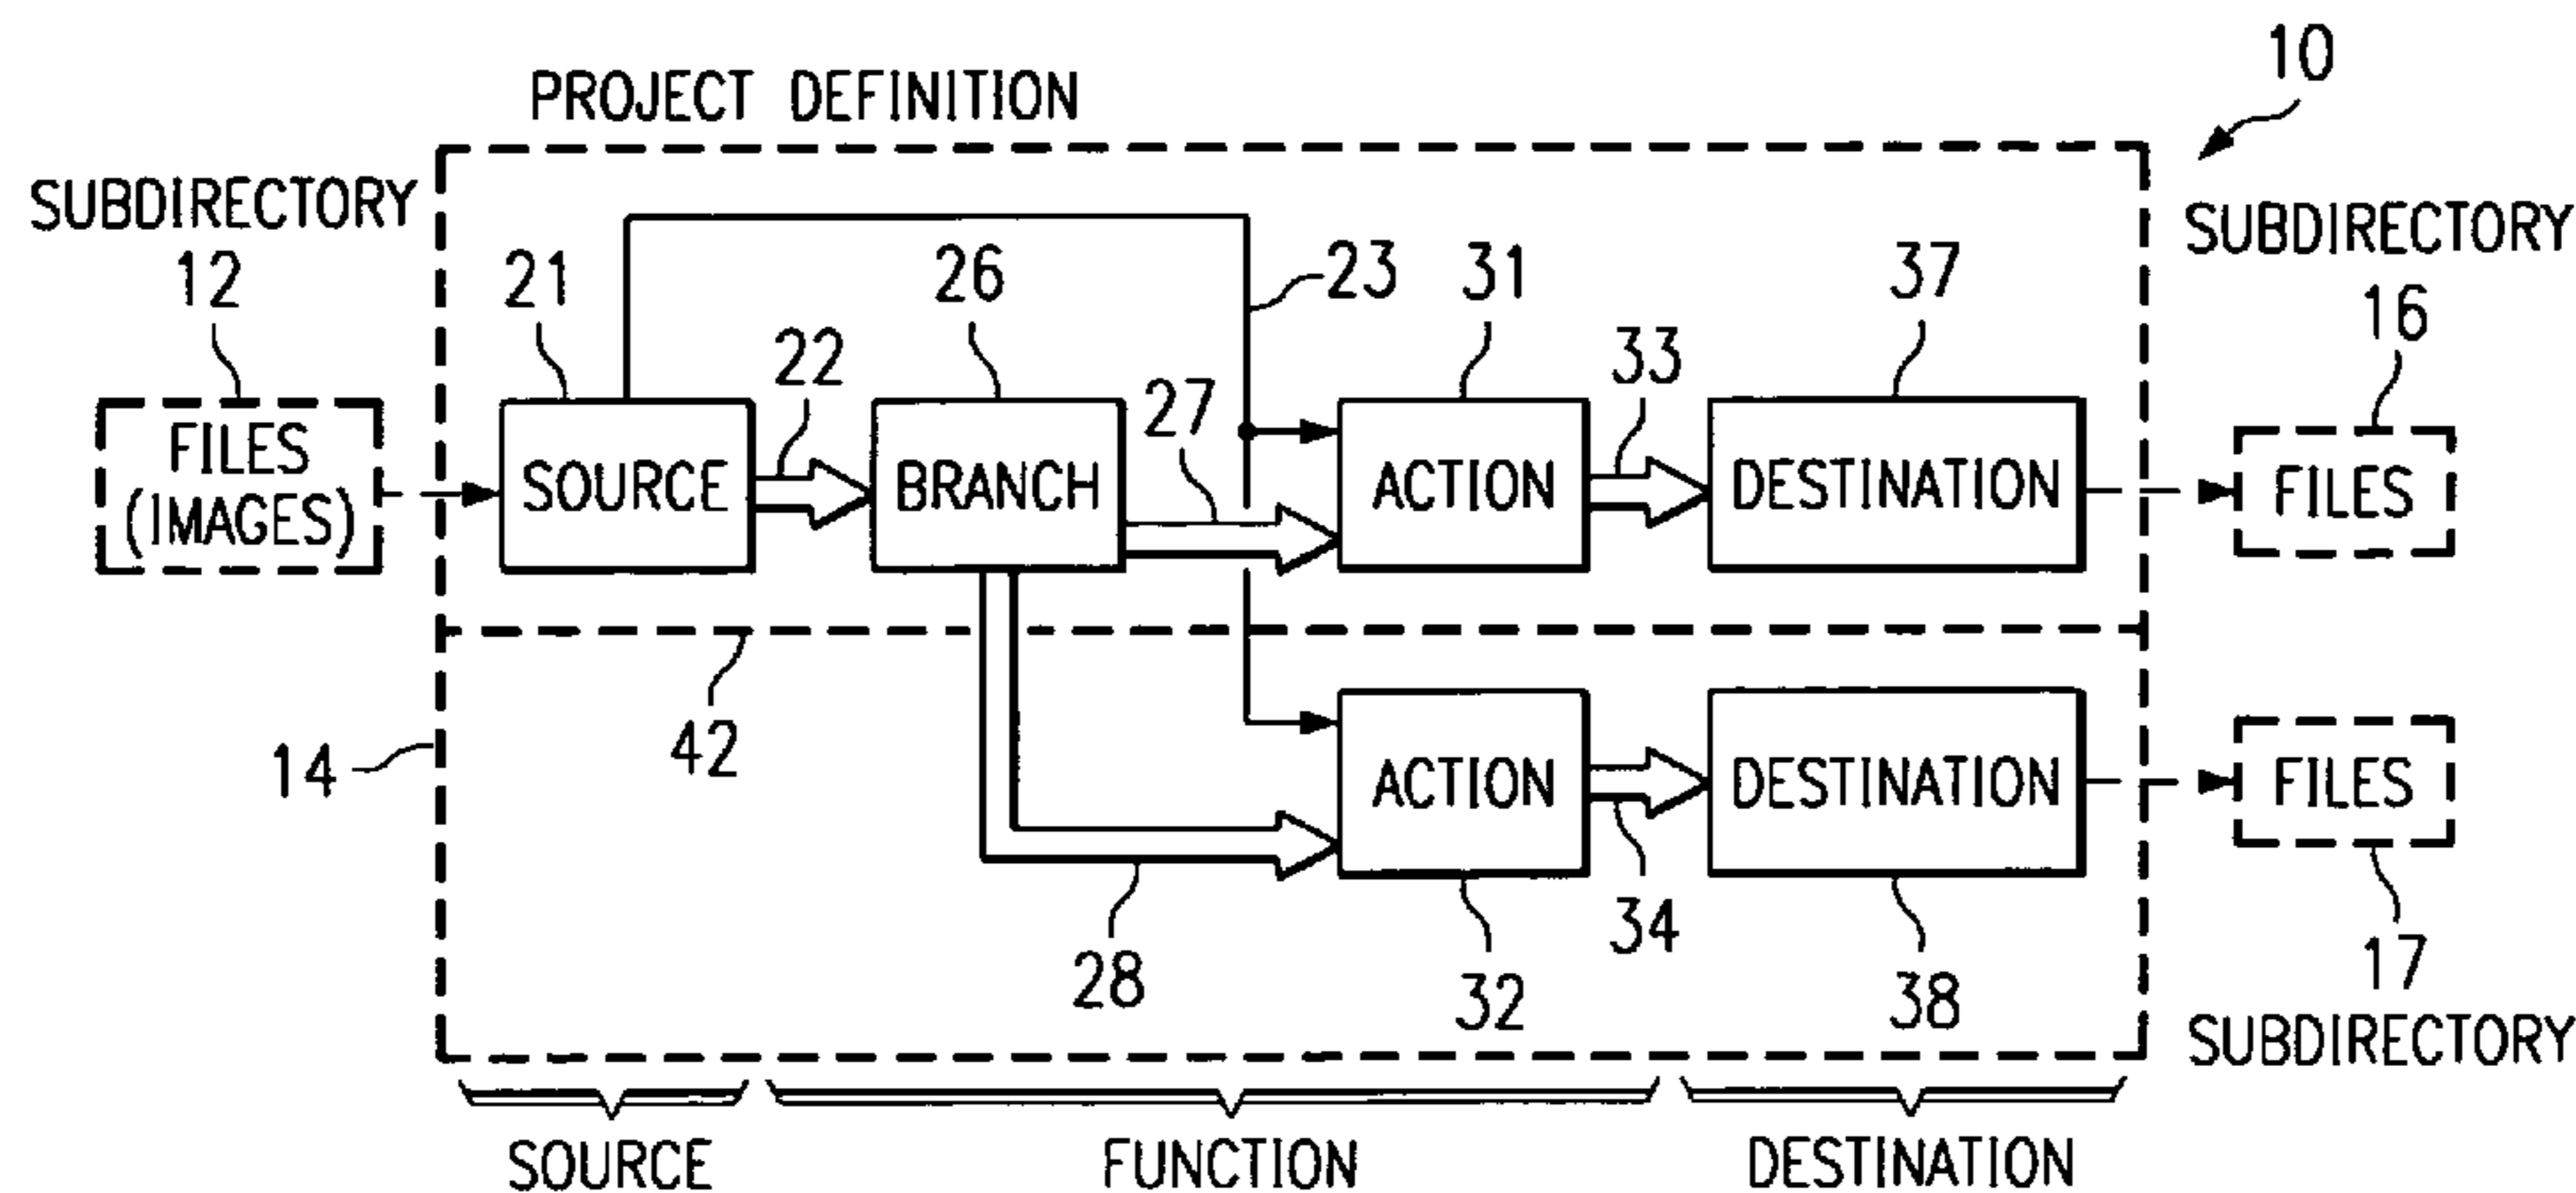 10
PROJECT DEFINITION
SUBDIRECTORY
12
SUBDIRECTORY
16
21
26
23
31
37
22
27
33
FILES
(IMAGES)
SOURCE
BRANCH
ACTION
DESTINATION
FILES
14
42
ACTION
DESTINATION
FILES
28
32
34
38
17
SUBDIRECTORY
SOURCE
FUNCTION
DESTINATION